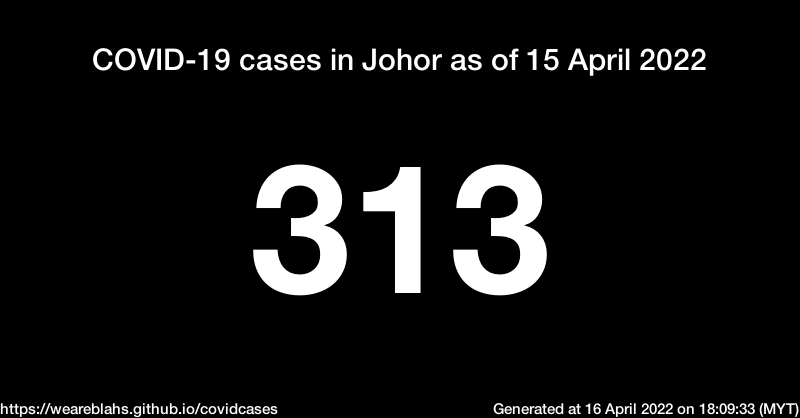 COVID-19 cases in Johor as of 15 April 2022
313
https://weareblahs.github.io/covidcases
Generated at 16 April 2022 on 18:09:33 (MYT)